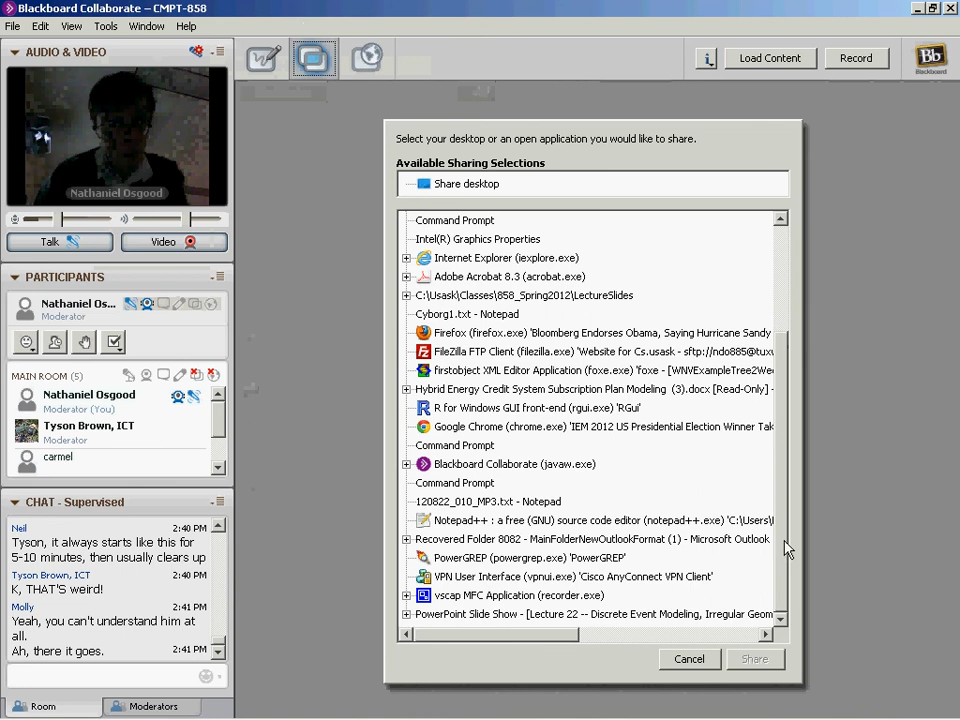 Blackboard Collaborate – CMPT-858
File Edit View Tools Window Help
AUDIO & VIDEO
Nathaniel Osgood
Talk Video
PARTICIPANTS
Nathaniel Os...
Moderator
MAIN ROOM (5)
Nathaniel Osgood
Moderator (You)
Tyson Brown, ICT
Moderator
carmel
CHAT - Supervised
Neil 2:40 PM
Tyson, it always starts like this for
5-10 minutes, then usually clears up
Tyson Brown, ICT 2:40 PM
K, THAT'S weird!
Molly 2:41 PM
Yeah, you can't understand him at
all.
Ah, there it goes. 2:41 PM
Room Moderators
Load Content Record
Bb
Blackboard
Select your desktop or an open application you would like to share.
Available Sharing Selections
Share desktop
Command Prompt
Intel(R) Graphics Properties
Internet Explorer (iexplore.exe)
Adobe Acrobat 8.3 (acrobat.exe)
C:\Usask\Classes\858_Spring2012\LectureSlides
Cyborg1.txt - Notepad
Firefox (firefox.exe) 'Bloomberg Endorses Obama, Saying Hurricane Sandy
FileZilla FTP Client (filezilla.exe) 'Website for Cs.usask - sftp://ndo885@tux
firstobject XML Editor Application (foxe.exe) 'foxe - [WNVExampleTree2We
Hybrid Energy Credit System Subscription Plan Modeling (3).docx [Read-Only] -
R for Windows GUI front-end (rgui.exe) 'RGui'
Google Chrome (chrome.exe) 'IEM 2012 US Presidential Election Winner Tak
Command Prompt
Blackboard Collaborate (javaw.exe)
Command Prompt
120822_010_MP3.txt - Notepad
Notepad++ : a free (GNU) source code editor (notepad++.exe) 'C:\Users\
Recovered Folder 8082 - MainFolderNewOutlookFormat (1) - Microsoft Outlook
PowerGREP (powergrep.exe) 'PowerGREP'
VPN User Interface (vpnui.exe) 'Cisco AnyConnect VPN Client'
vscap MFC Application (recorder.exe)
PowerPoint Slide Show - [Lecture 22 -- Discrete Event Modeling, Irregular Geom
Cancel Share